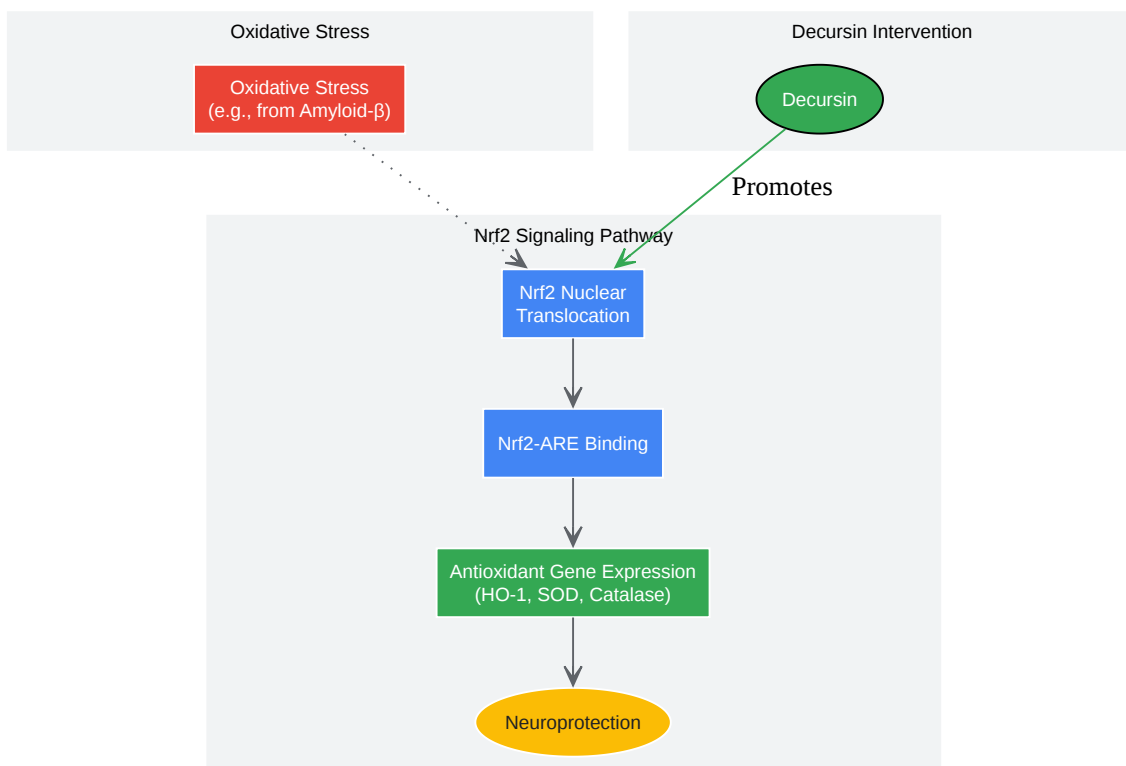 Oxidative Stress
Decursin Intervention
Oxidative Stress
(e.g., from Amyloid-β)
Decursin
Promotes
Nrf2 Signaling Pathway
Nrf2 Nuclear
Translocation
Nrf2-ARE Binding
Antioxidant Gene Expression
(HO-1, SOD, Catalase)
Neuroprotection